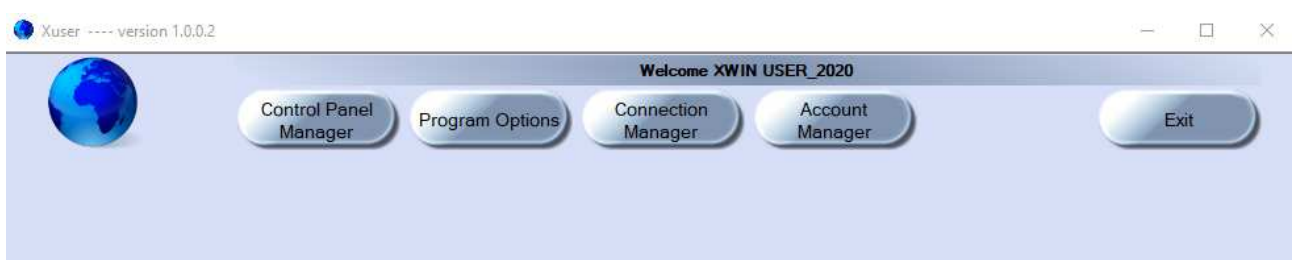 Xuser ---- version 1.0.0.2
Welcome XWIN USER_2020
Control Panel
Manager
Program Options
Connection
Manager
Account
Manager
Exit